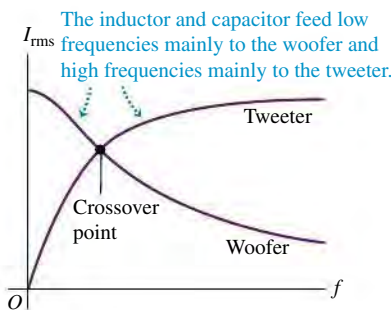 The inductor and capacitor feed low
frequencies mainly to the woofer and
high frequencies mainly to the tweeter.
Irms
Tweeter
Crossover
point
Woofer
O
f